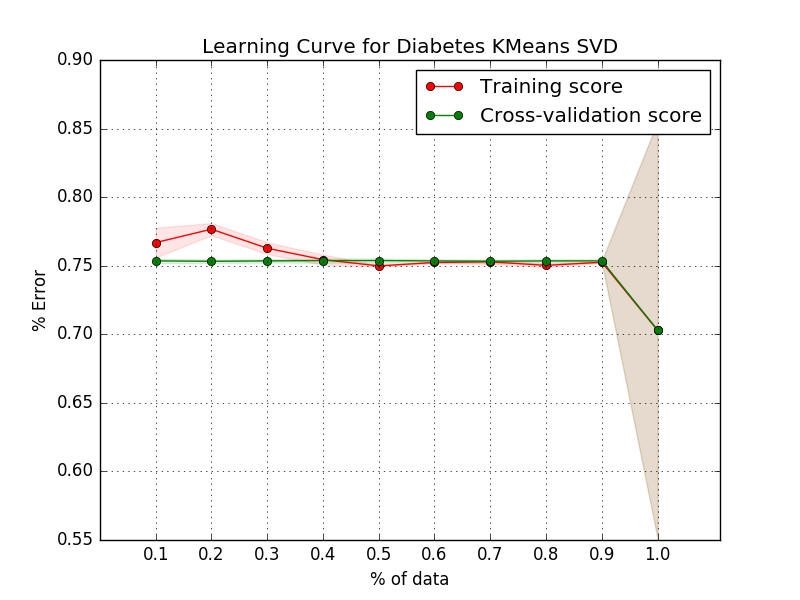 Learning Curve for Diabetes KMeans SVD
0.90
0.85
0.80
0.75
0.70
0.65
0.60
0.55
% Error
Training score
Cross-validation score
0.1 0.2 0.3 0.4 0.5 0.6 0.7 0.8 0.9 1.0
% of data